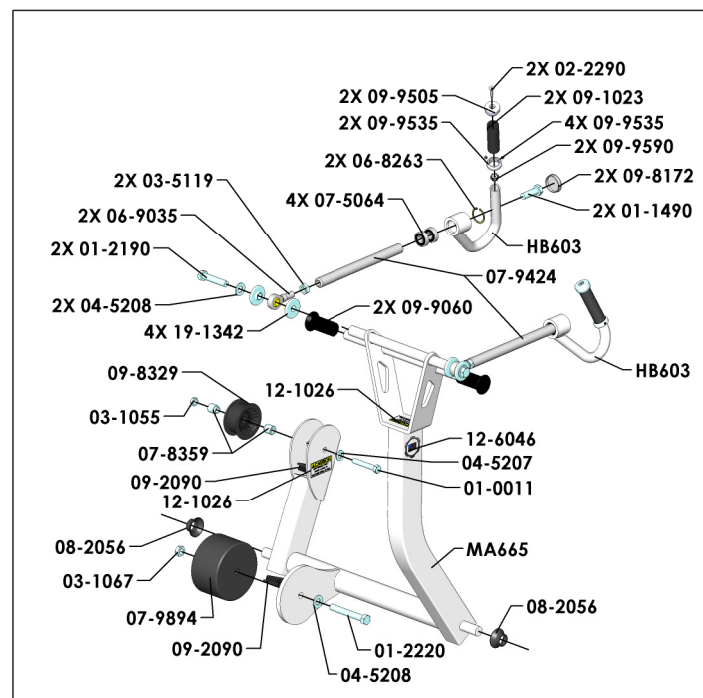 2X 02-2290
2X 09-9505
2X 09-1023
2X 09-9535
4X 09-9535
2X 09-9590
2X 06-8263
2X 09-8172
2X 03-5119
4X 07-5064
2X 01-1490
2X 06-9035
HB603
2X 01-2190
07-9424
2X 04-5208
2X 09-9060
4X 19-1342
09-8329
HB603
12-1026
03-1055
12-6046
07-8359
04-5207
09-2090
01-0011
12-1026
08-2056
MA665
03-1067
08-2056
07-9894
09-2090
01-2220
04-5208